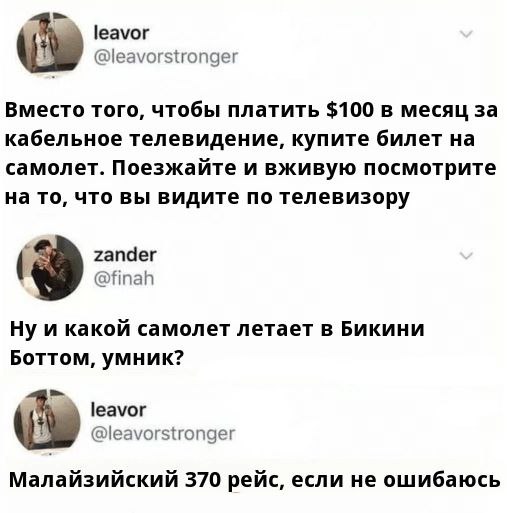 leavor
@leavorstronger
Вместо того, чтобы платить $100 в месяц за
кабельное телевидение, купите билет на
самолет. Поезжайте и вживую посмотрите
на то, что вы видите по телевизору
zander
@finah
Ну и какой самолет летает в Бикини
Боттом, умник?
leavor
@leavorstronger
Малайзийский 370 рейс, если не ошибаюсь